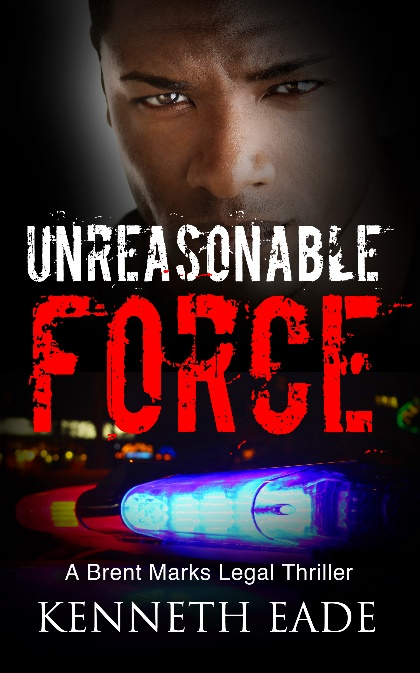 UNREASONABLE
FORCE
A Brent Marks Legal Thriller
KENNETH EADE